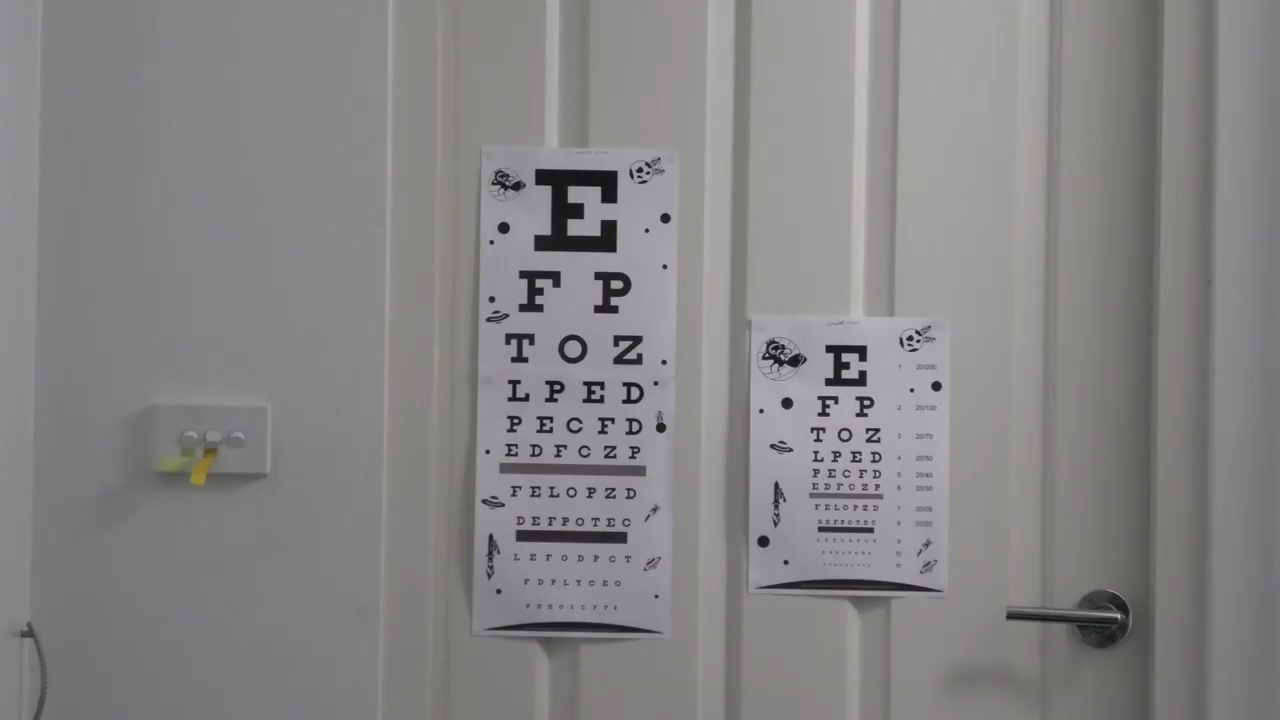 E
F P
T O Z
L P E D
P E C F D
E D F C Z P
F E L O P Z D
D E F P O T E C
L E F O D P C T
F D P L T C E O
E
1 20/200
F P
2 20/100
T O Z
3 20/70
L P E D
4 20/50
P E C F D
5 20/40
E D F C Z P
6 20/30
F E L O P Z D
7 20/25
D E F P O T E C
8 20/20
9
10
11